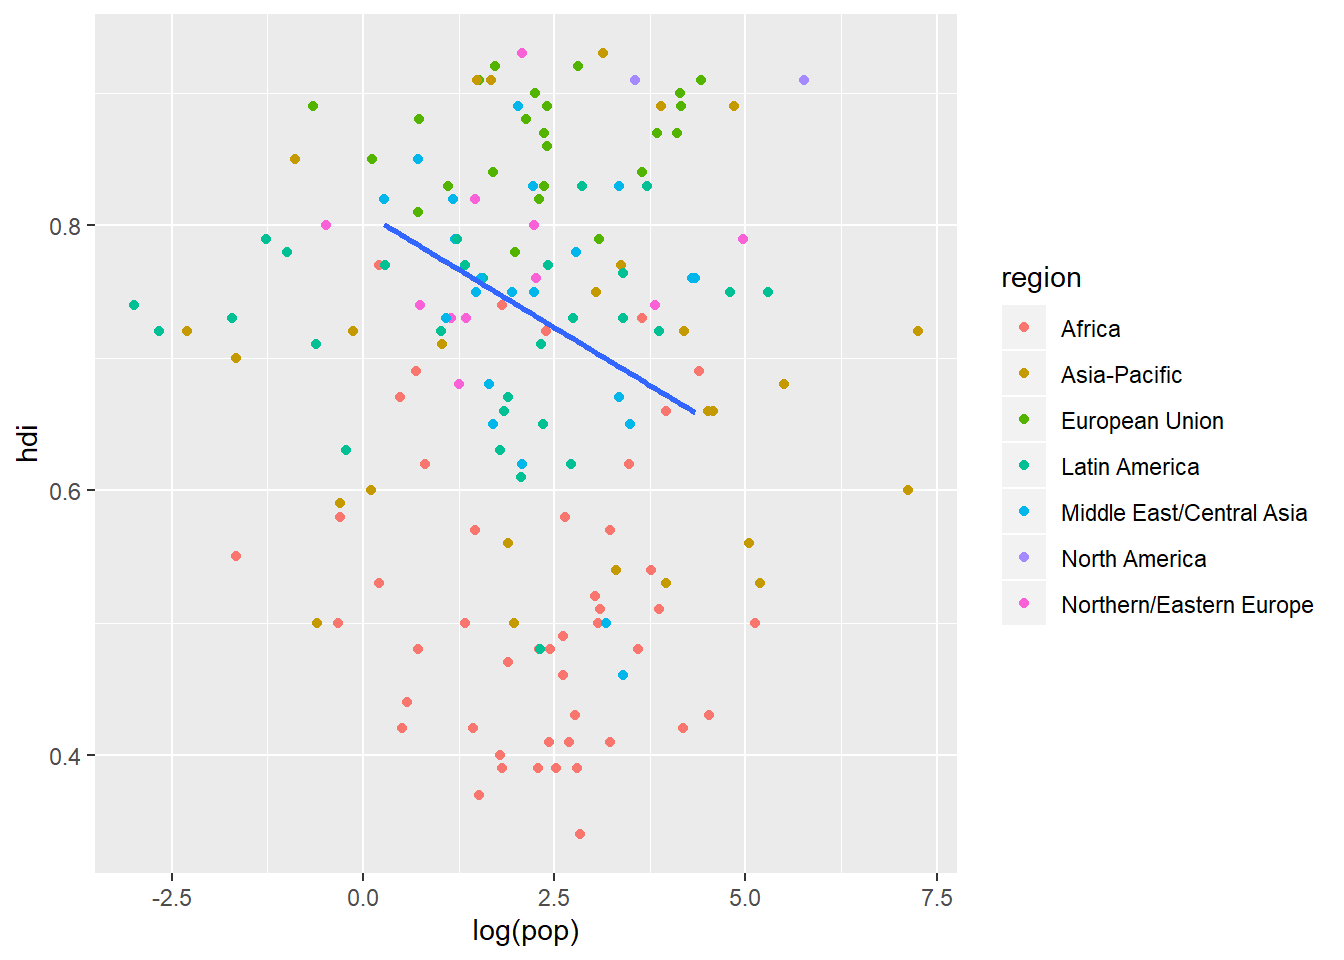 hdi
0.8
0.6
0.4
-2.5
0.0
2.5
5.0
7.5
log(pop)
region
Africa
Asia-Pacific
European Union
Latin America
Middle East/Central Asia
North America
Northern/Eastern Europe